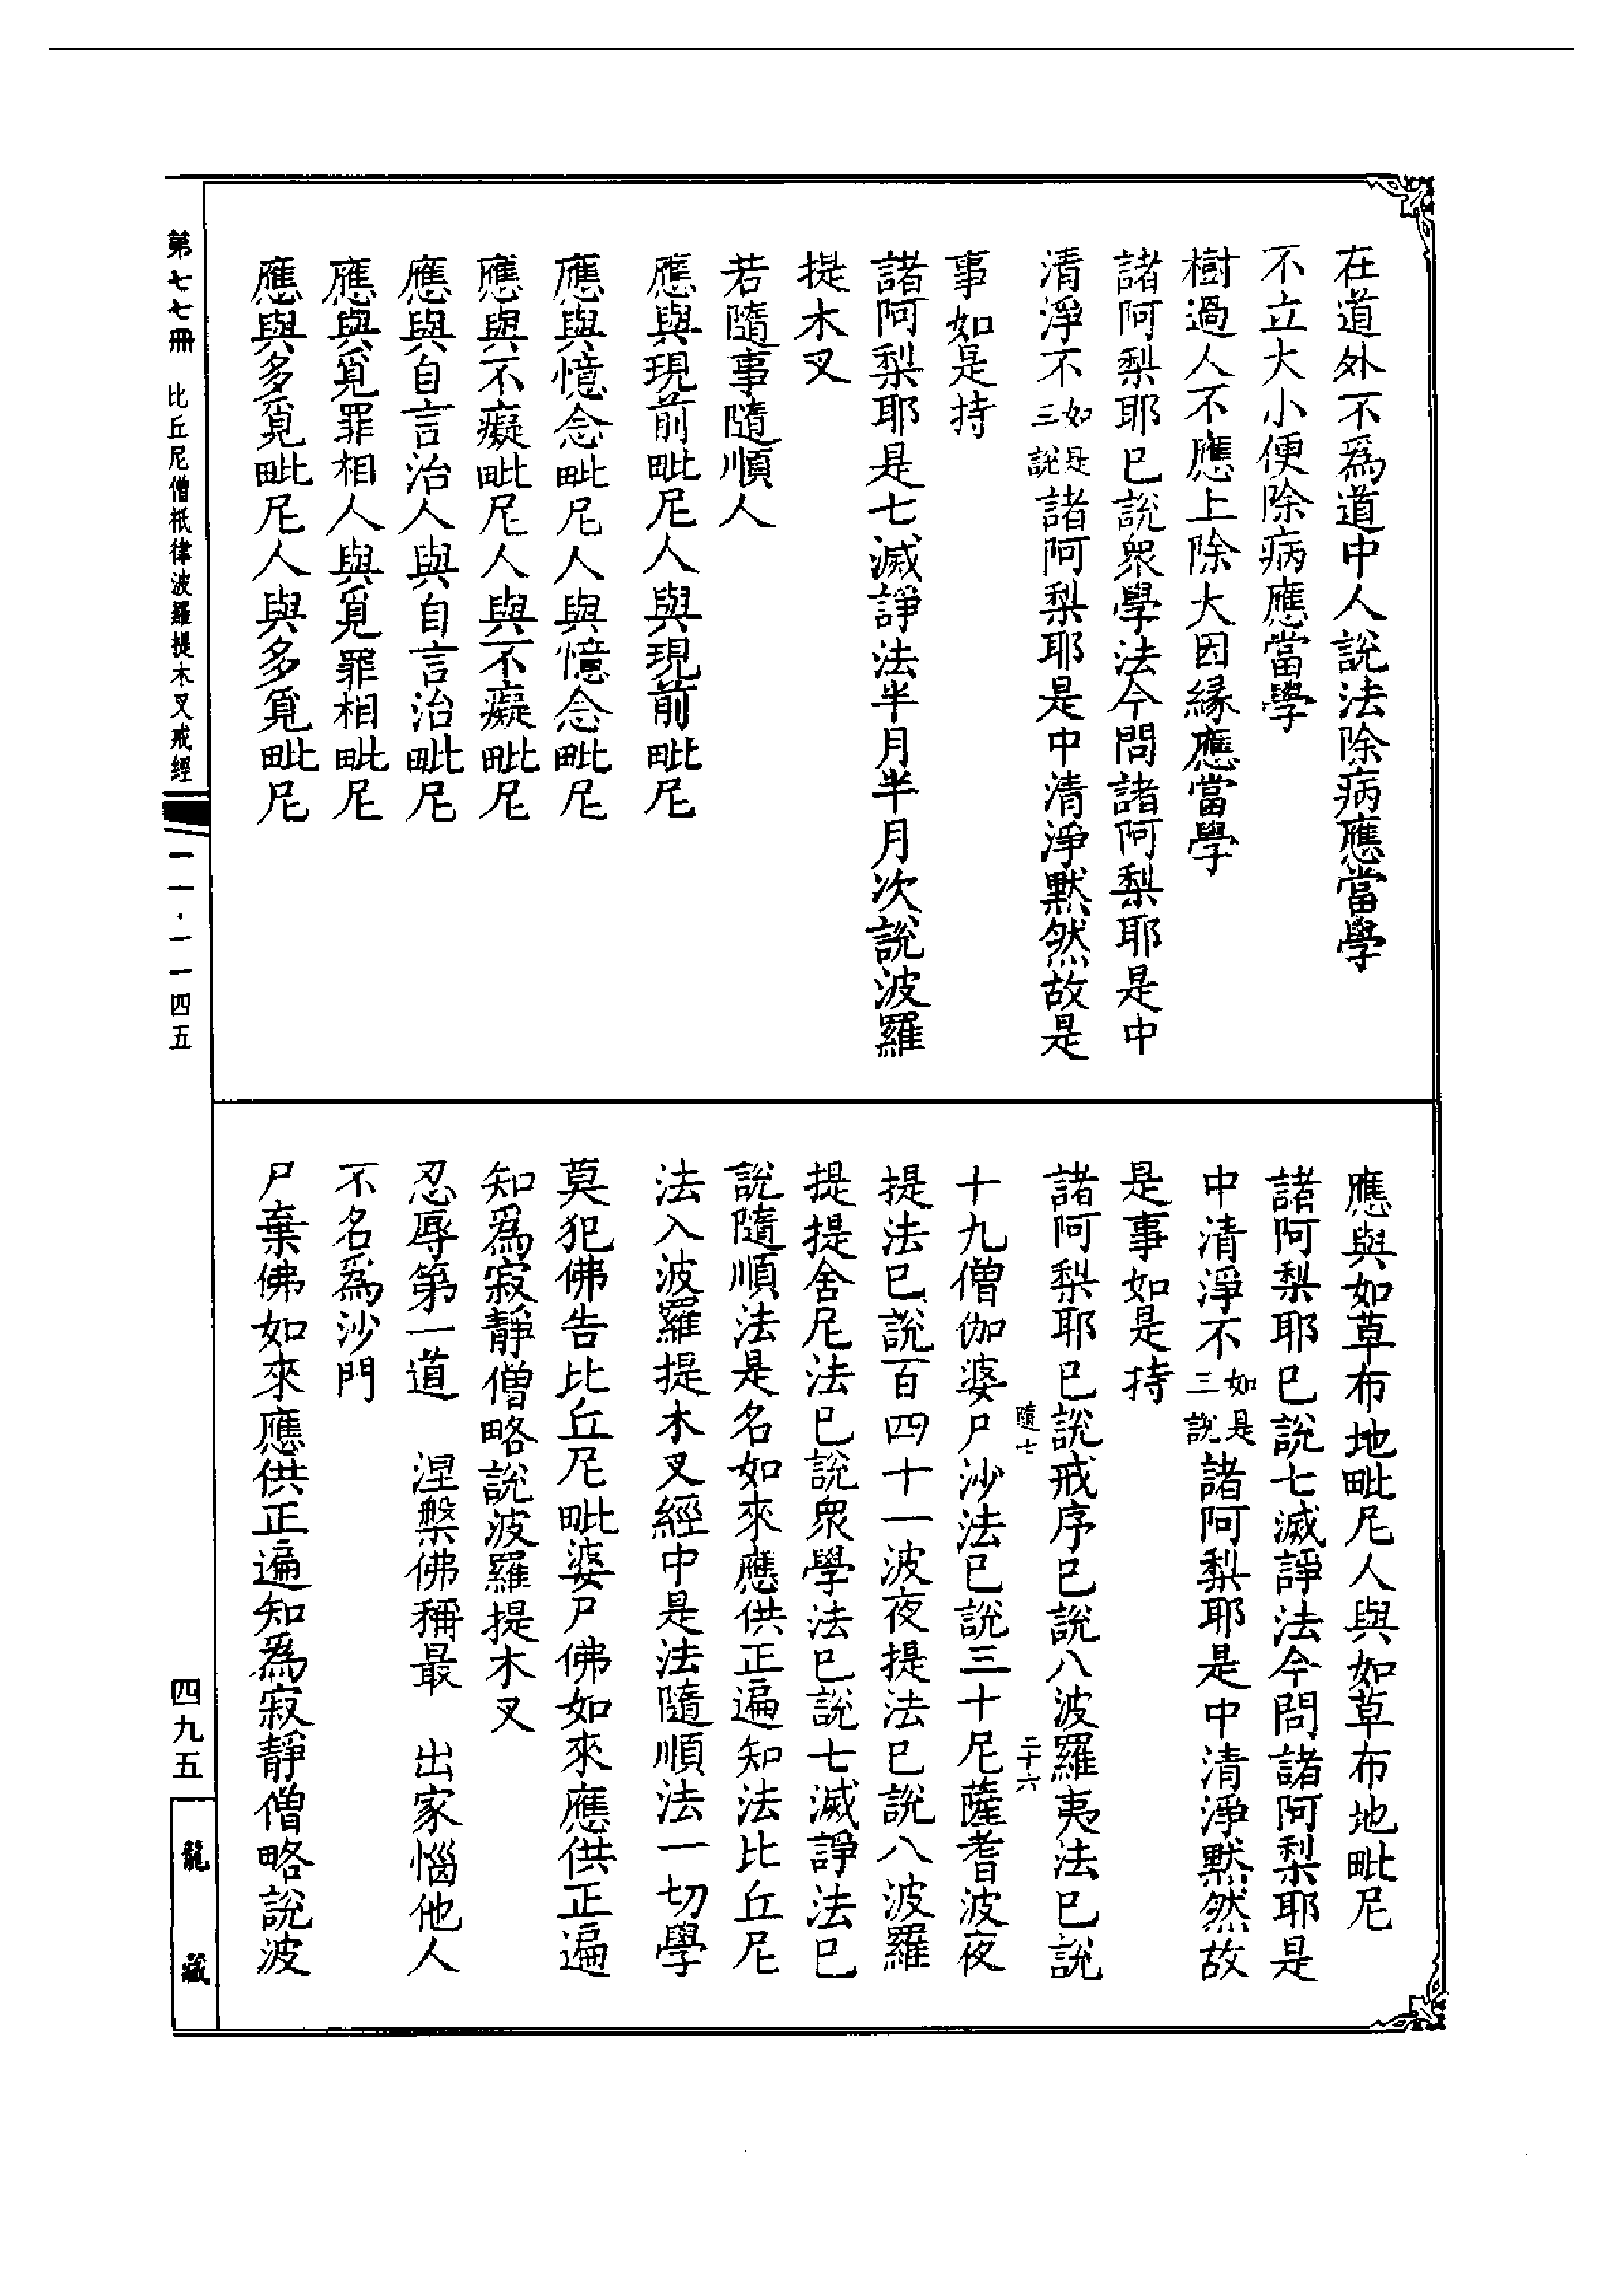 在道外不爲道中人說法除病應當學
不立大小便除病應當學
樹過人不應上除大因緣應當學
諸阿梨耶已說衆學法今問諸阿梨耶是中
清淨不如是三說諸阿梨耶是中清淨默然故是
事如是持
諸阿梨耶是七滅諍法半月半月次說波羅
提木叉
若隨事隨順人
應與現前毗尼人與現前毗尼
應與憶念毗尼人與憶念毗尼
應與不癡毗尼人與不癡毗尼
應與自言治人與自言治毗尼
應與覓罪相人與覓罪相毗尼
應與多覓毗尼人與多覓毗尼
應與如草布地毗尼人與如草布地毗尼
諸阿梨耶已說七滅諍法今問諸阿梨耶是
中清淨不如是三說諸阿梨耶是中清淨默然故
是事如是持
諸阿梨耶已說戒序已說八波羅夷法已說
隨七 二十六
十九僧伽婆尸沙法已說三十尼薩耆波夜
提法已說百四十一波夜提法已說八波羅
提提舍尼法已說衆學法已說七滅諍法已
說隨順法是名如來應供正遍知法比丘尼
法入波羅提木叉經中是法隨順法一切學
莫犯佛告比丘尼毗婆尸佛如來應供正遍
知爲寂靜僧略說波羅提木叉
忍辱第一道 涅槃佛稱最 出家惱他人
不名爲沙門
尸棄佛如來應供正遍知爲寂靜僧略說波
第七七冊 比丘尼僧祇律波羅提木叉戒經
一一·一一四五
四九五
龍藏